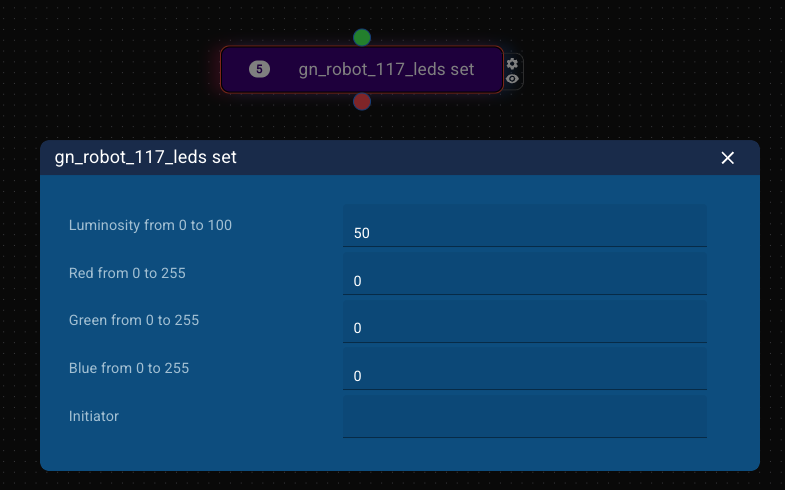 5 gn_robot_117_leds set
gn_robot_117_leds set
Luminosity from 0 to 100 50
Red from 0 to 255 0
Green from 0 to 255 0
Blue from 0 to 255 0
Initiator